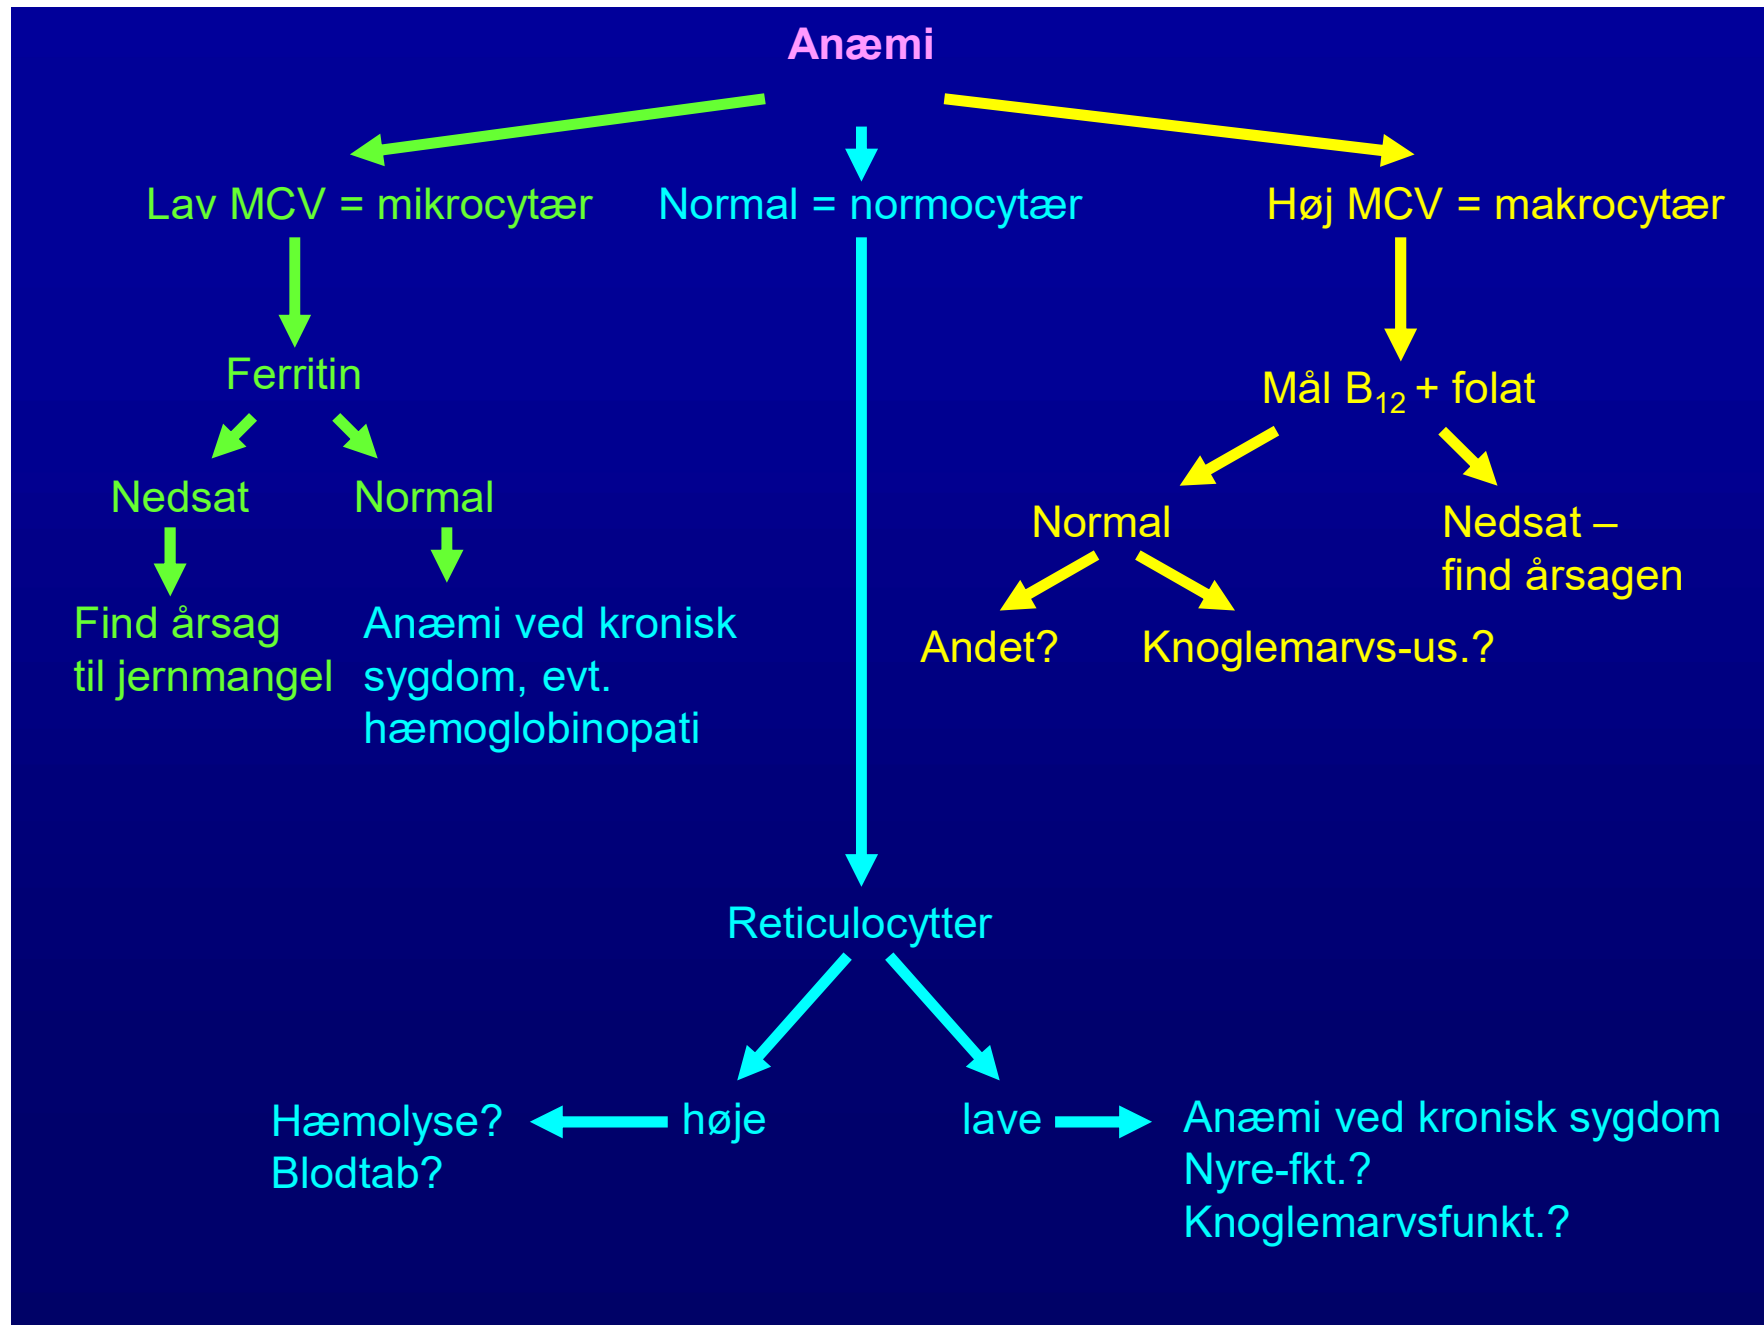 Anæmi
Lav MCV = mikrocytær
Normal = normocytær
Høj MCV = makrocytær
Ferritin
Mål B₁₂ + folat
Nedsat
Normal
Normal
Nedsat –
find årsagen
Find årsag
til jernmangel
Anæmi ved kronisk
sygdom, evt.
hæmoglobinopati
Andet?
Knoglemarvs-us.?
Reticulocytter
Hæmolyse?
Blodtab?
høje
lave
Anæmi ved kronisk sygdom
Nyre-fkt.?
Knoglemarvsfunkt.?